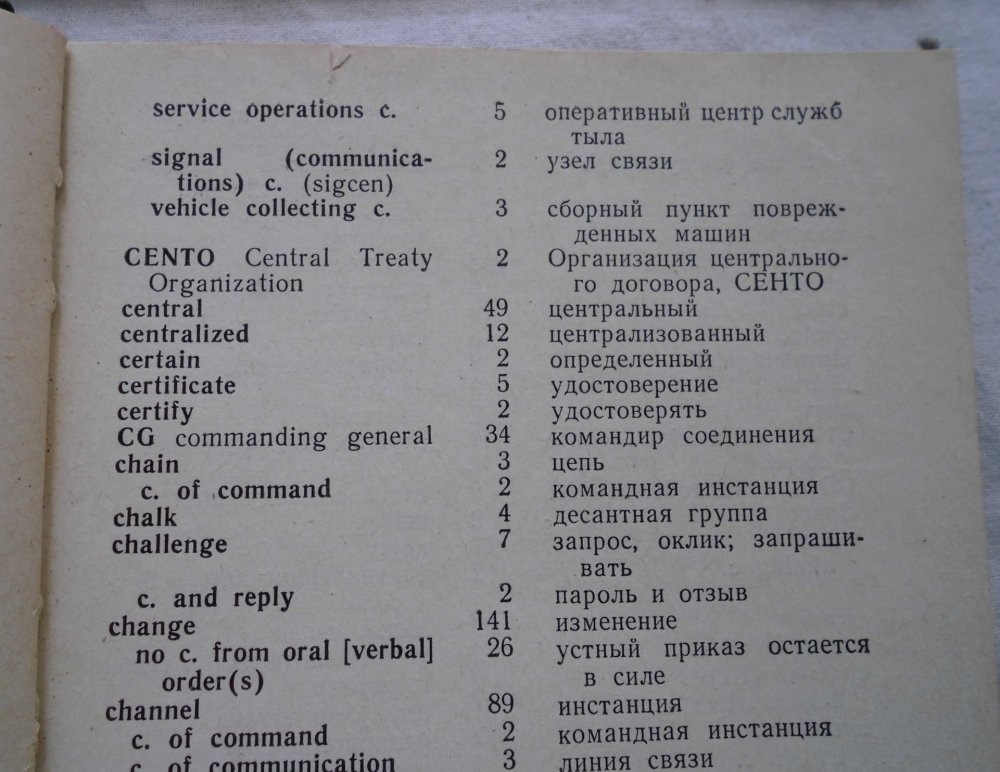 service operations c. 5 оперативный центр служб
тыла
signal (communica- 2 узел связи
tions) c. (sigcen)
vehicle collecting c. 3 сборный пункт повреж-
денных машин
CENTO Central Treaty 2 Организация центрально-
Organization го договора, СЕНТО
central 49 центральный
centralized 12 централизованный
certain 2 определенный
certificate 5 удостоверение
certify 2 удостоверять
CG commanding general 34 командир соединения
chain 3 цепь
c. of command 2 командная инстанция
chalk 4 десантная группа
challenge 7 запрос, оклик; запраши-
вать
c. and reply 2 пароль и отзыв
change 141 изменение
no c. from oral [verbal] 26 устный приказ остается
order(s) в силе
channel 89 инстанция
c. of command 2 командная инстанция
c. of communication 3 линия связи